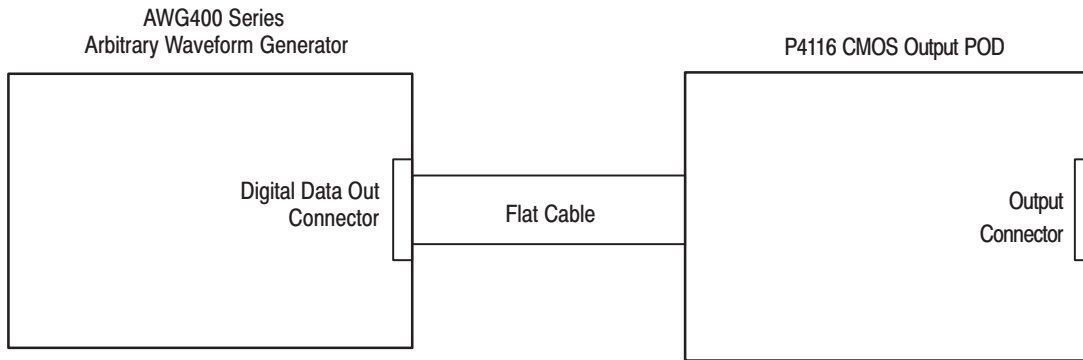 AWG400 Series
Arbitrary Waveform Generator
P4116 CMOS Output POD
Digital Data Out
Connector
Flat Cable
Output
Connector